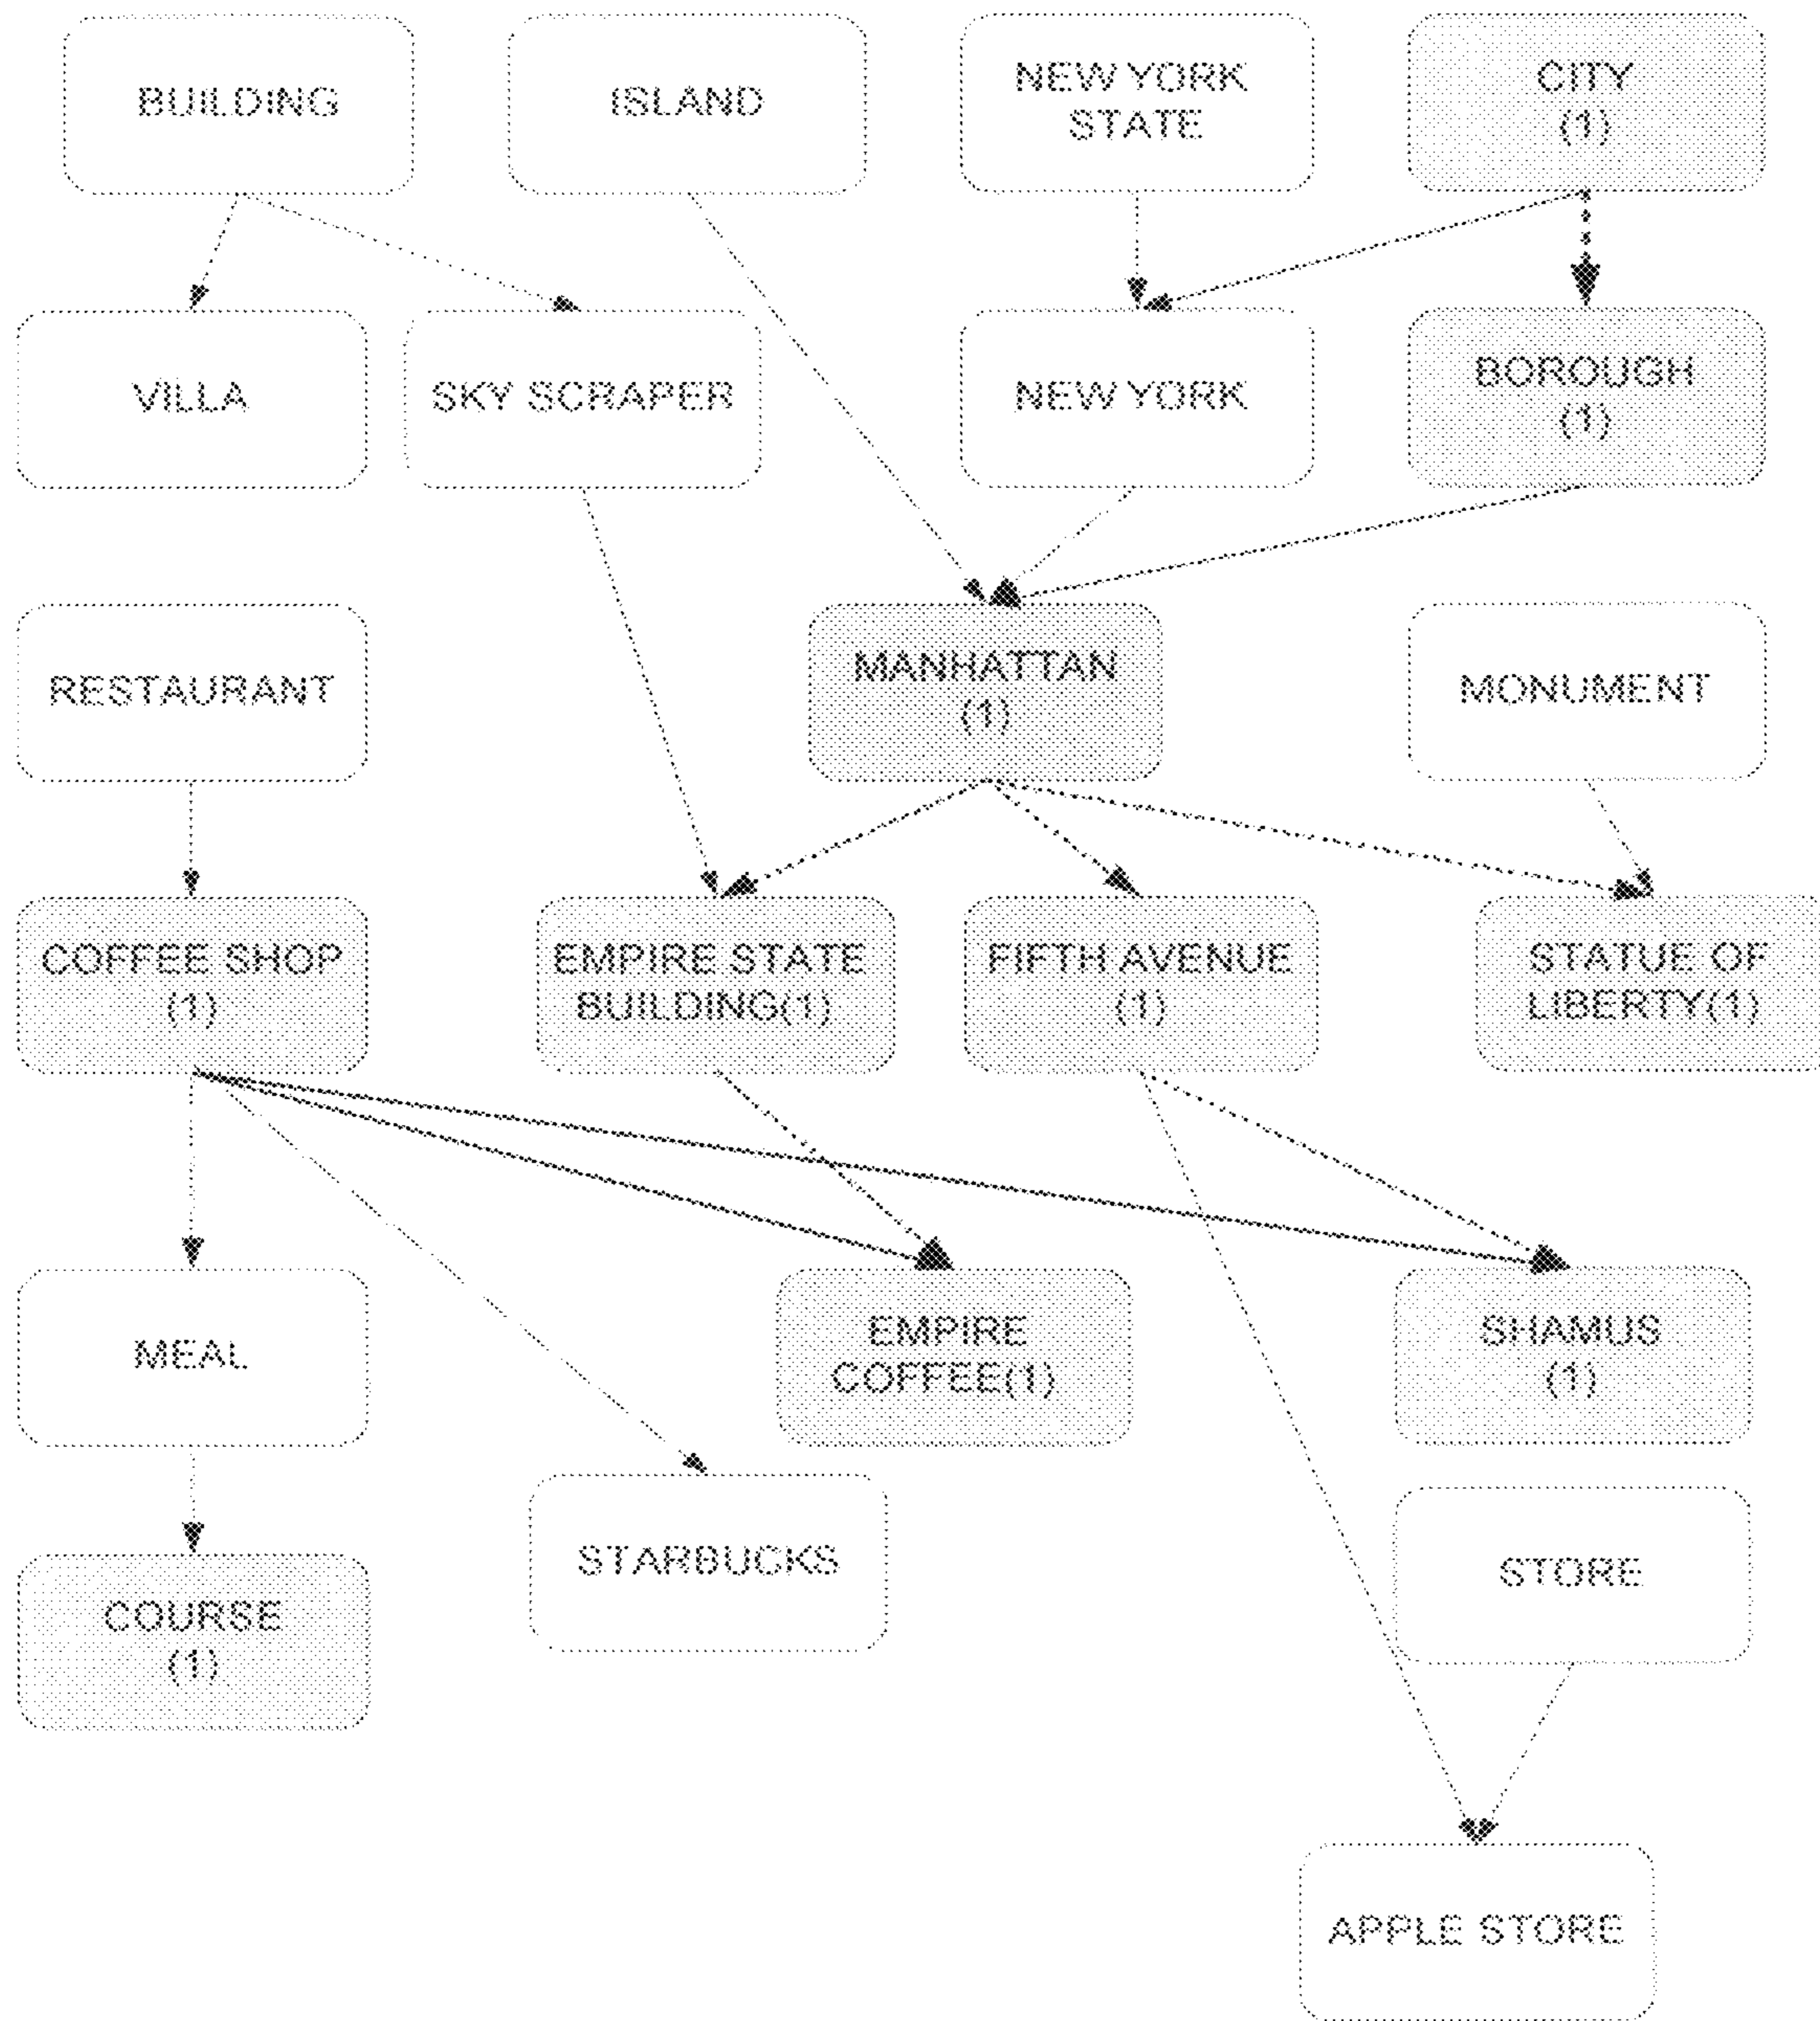 BUILDING
ISLAND
NEW YORK
STATE
CITY
(1)
VILLA
SKY SCRAPER
NEW YORK
BOROUGH
(1)
RESTAURANT
MANHATTAN
(1)
MONUMENT
COFFEE SHOP
(1)
EMPIRE STATE
BUILDING(1)
FIFTH AVENUE
(1)
STATUE OF
LIBERTY(1)
MEAL
EMPIRE
COFFEE(1)
SHAMUS
(1)
STARBUCKS
STORE
COURSE
(1)
APPLE STORE